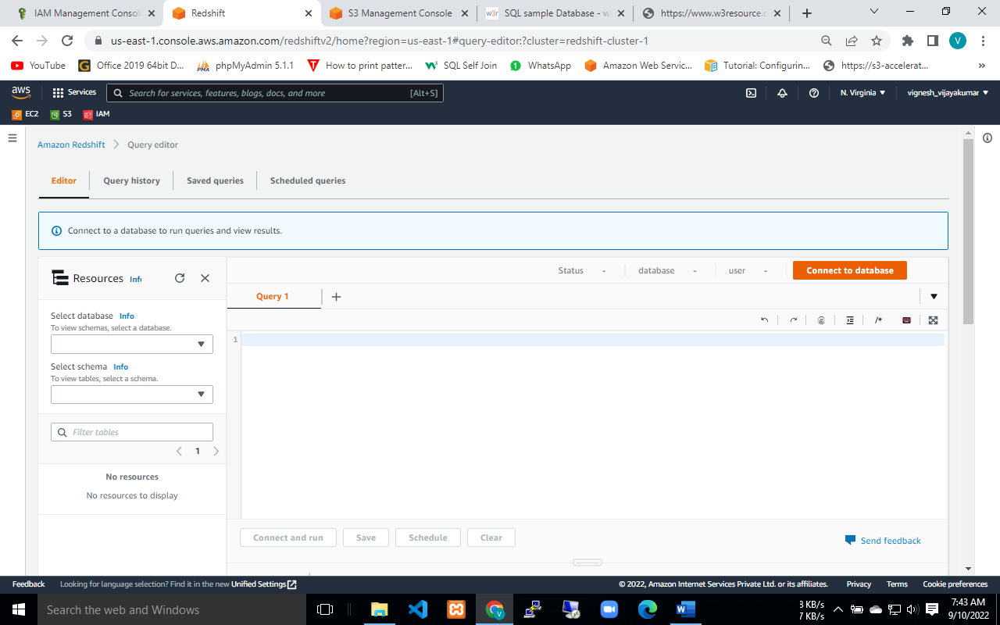 IAM Management Consol
Redshift
S3 Management Console
w3r
SQL sample Database - w
https://www.w3resource.c
us-east-1.console.aws.amazon.com/redshiftv2/home?region=us-east-1#query-editor:?cluster=redshift-cluster-1
V
YouTube
G
Office 2019 64bit D...
PMA
phpMyAdmin 5.1.1
How to print patter...
SQL Self Join
1
WhatsApp
Amazon Web Servic...
Tutorial: Configurin...
https://s3-accelerat...
»
aws
Services
Search for services, features, blogs, docs, and more
[Alt+S]
N. Virginia
vignesh_vijayakumar
EC2
S3
IAM
Amazon Redshift
Query editor
Editor
Query history
Saved queries
Scheduled queries
Connect to a database to run queries and view results.
Resources
Info
Status
-
database
-
user
-
Connect to database
Query 1
Select database
Info
To view schemas, select a database.
@
/*
1
Select schema
Info
To view tables, select a schema.
Filter tables
1
No resources
No resources to display
Connect and run
Save
Schedule
Clear
Send feedback
Feedback
Looking for language selection? Find it in the new Unified Settings
© 2022, Amazon Internet Services Private Ltd. or its affiliates.
Privacy
Terms
Cookie preferences
Search the web and Windows
V
W
3 KB/s
7 KB/s
7:43 AM
9/10/2022